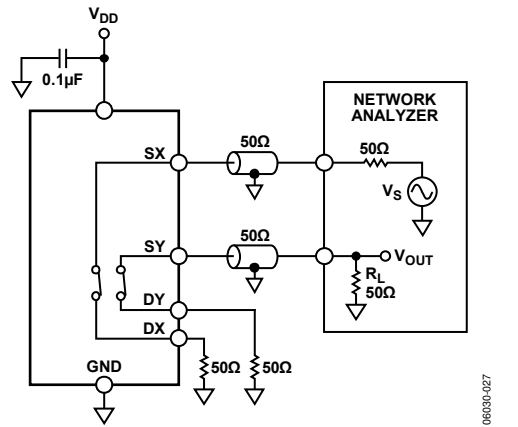 VDD
0.1µF
NETWORK
ANALYZER
SX
50Ω
50Ω
VS
SY
50Ω
VOUT
RL
50Ω
DY
DX
GND
50Ω
50Ω
06030-027